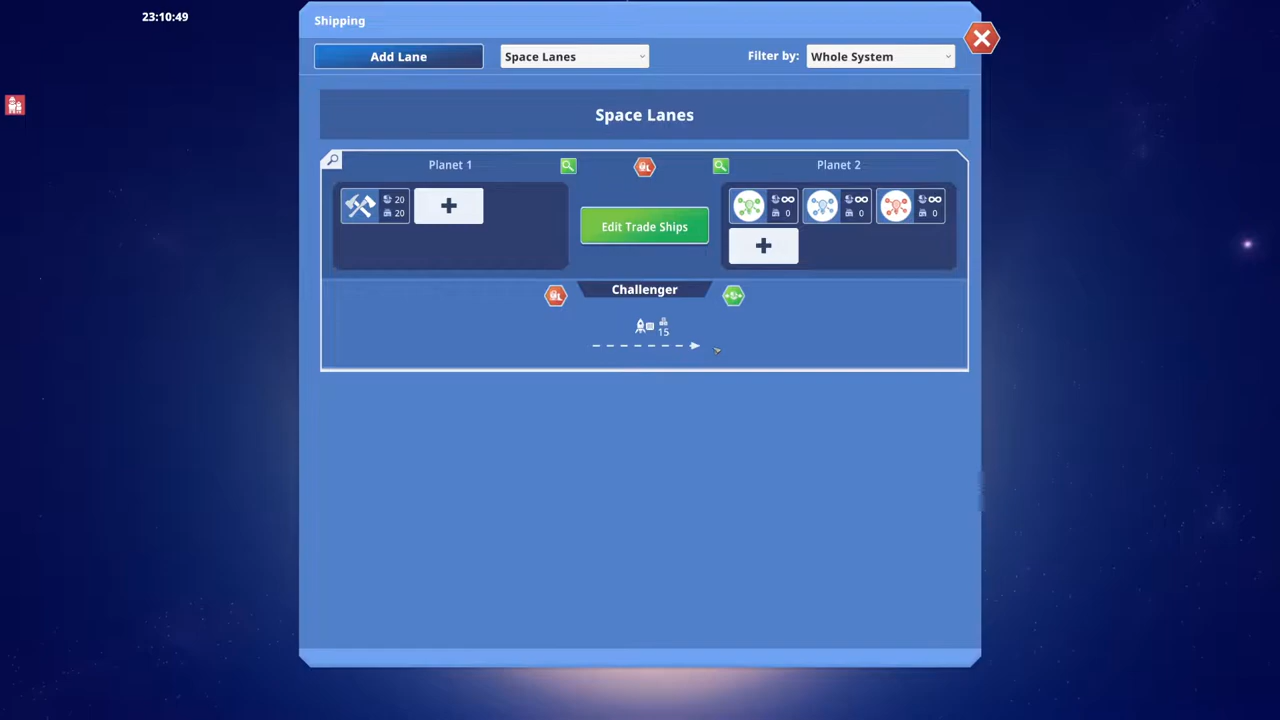 23:10:49
Shipping
Add Lane
Space Lanes
Filter by:
Whole System
Space Lanes
Planet 1
Planet 2
20
20
∞
0
∞
0
∞
0
Edit Trade Ships
Challenger
15